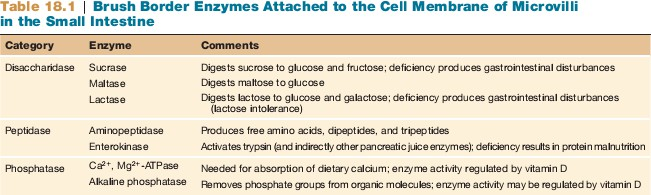 Table 18.1 | Brush Border Enzymes Attached to the Cell Membrane of Microvilli
in the Small Intestine
Category Enzyme Comments
Disaccharidase Sucrase Digests sucrose to glucose and fructose; deficiency produces gastrointestinal disturbances
Maltase Digests maltose to glucose
Lactase Digests lactose to glucose and galactose; deficiency produces gastrointestinal disturbances
(lactose intolerance)
Peptidase Aminopeptidase Produces free amino acids, dipeptides, and tripeptides
Enterokinase Activates trypsin (and indirectly other pancreatic juice enzymes); deficiency results in protein malnutrition
Phosphatase Ca²⁺, Mg²⁺-ATPase Needed for absorption of dietary calcium; enzyme activity regulated by vitamin D
Alkaline phosphatase Removes phosphate groups from organic molecules; enzyme activity may be regulated by vitamin D